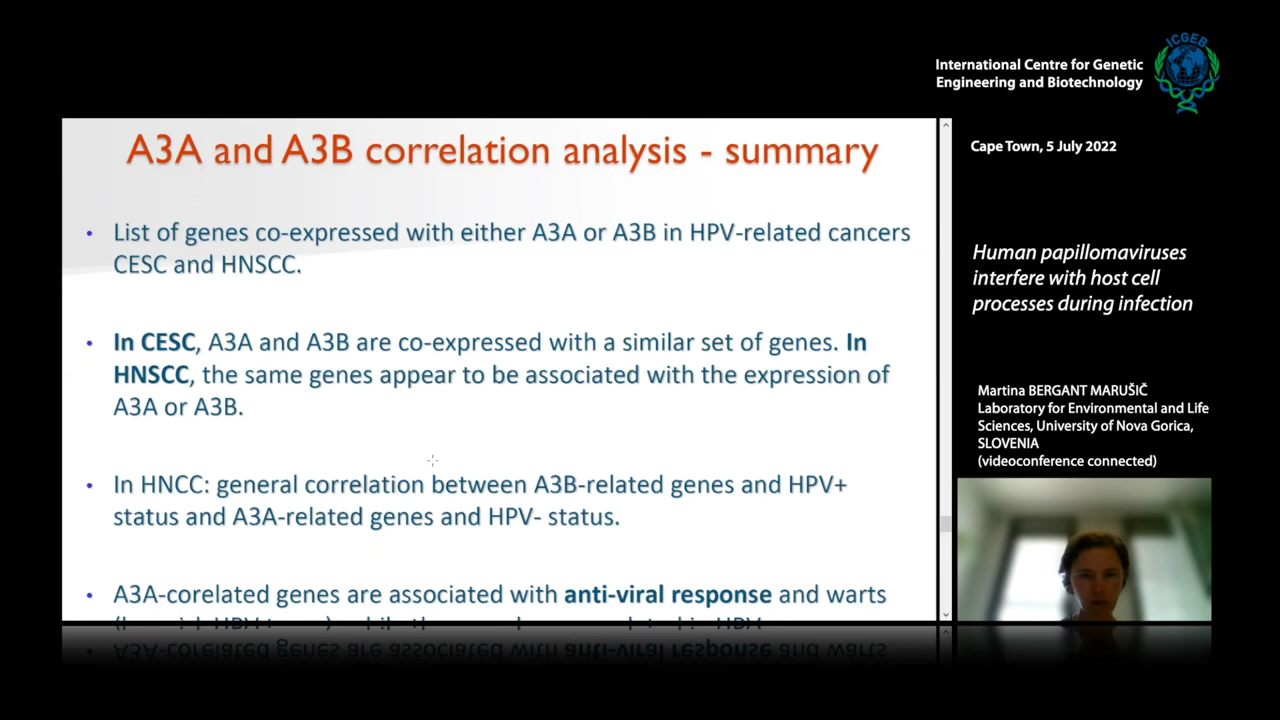 ICGEB
International Centre for Genetic
Engineering and Biotechnology
A3A and A3B correlation analysis - summary
• List of genes co-expressed with either A3A or A3B in HPV-related cancers
CESC and HNSCC.
• In CESC, A3A and A3B are co-expressed with a similar set of genes. In
HNSCC, the same genes appear to be associated with the expression of
A3A or A3B.
• In HNCC: general correlation between A3B-related genes and HPV+
status and A3A-related genes and HPV- status.
• A3A-corelated genes are associated with anti-viral response and warts
Cape Town, 5 July 2022
Human papillomaviruses
interfere with host cell
processes during infection
Martina BERGANT MARUŠIČ
Laboratory for Environmental and Life
Sciences, University of Nova Gorica,
SLOVENIA
(videoconference connected)